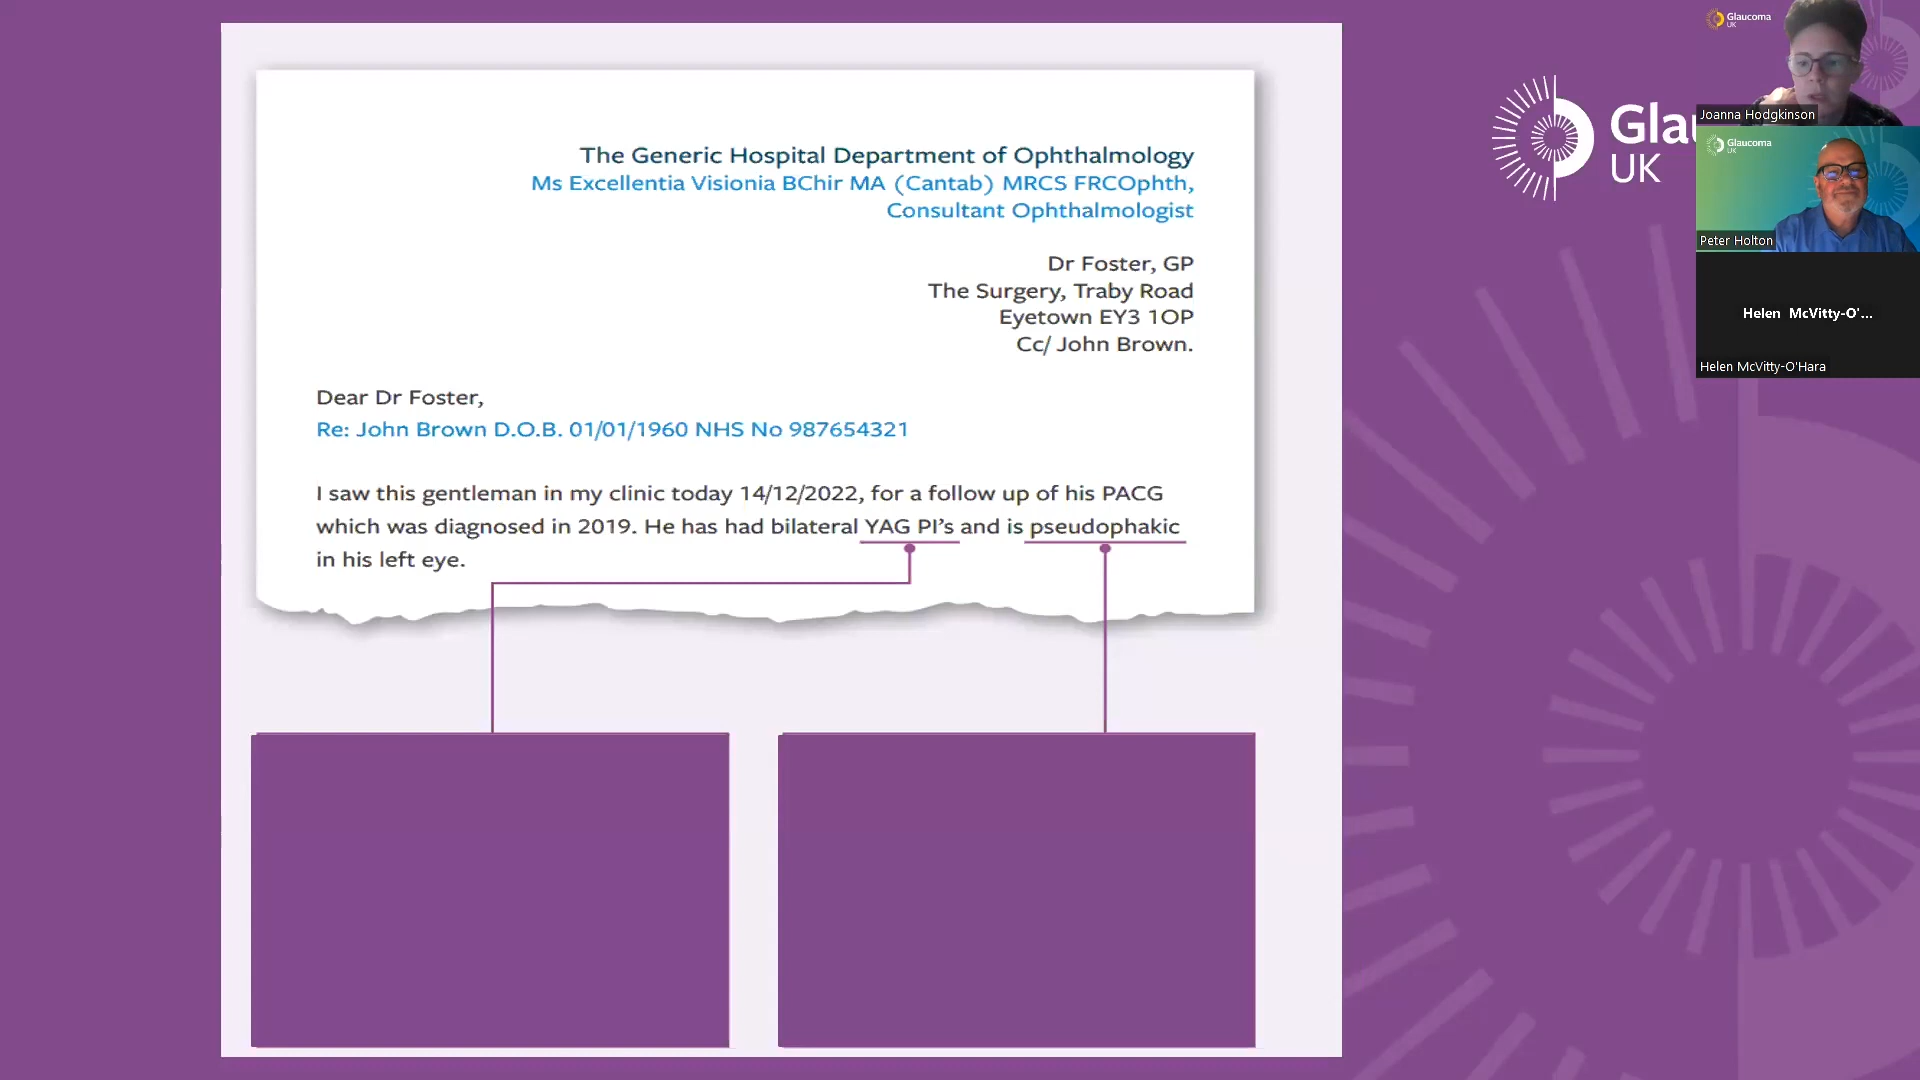 The Generic Hospital Department of Ophthalmology
Ms Excellentia Visionia BChir MA (Cantab) MRCS FRCOphth,
Consultant Ophthalmologist
Dr Foster, GP
The Surgery, Traby Road
Eyetown EY3 1OP
Cc/ John Brown.
Dear Dr Foster,
Re: John Brown D.O.B. 01/01/1960 NHS No 987654321
I saw this gentleman in my clinic today 14/12/2022, for a follow up of his PACG
which was diagnosed in 2019. He has had bilateral YAG PI's and is pseudophakic
in his left eye.
Gla
UK
Glaucoma
UK
Joanna Hodgkinson
Glaucoma
UK
Peter Holton
Helen McVitty-O'...
Helen McVitty-O'Hara